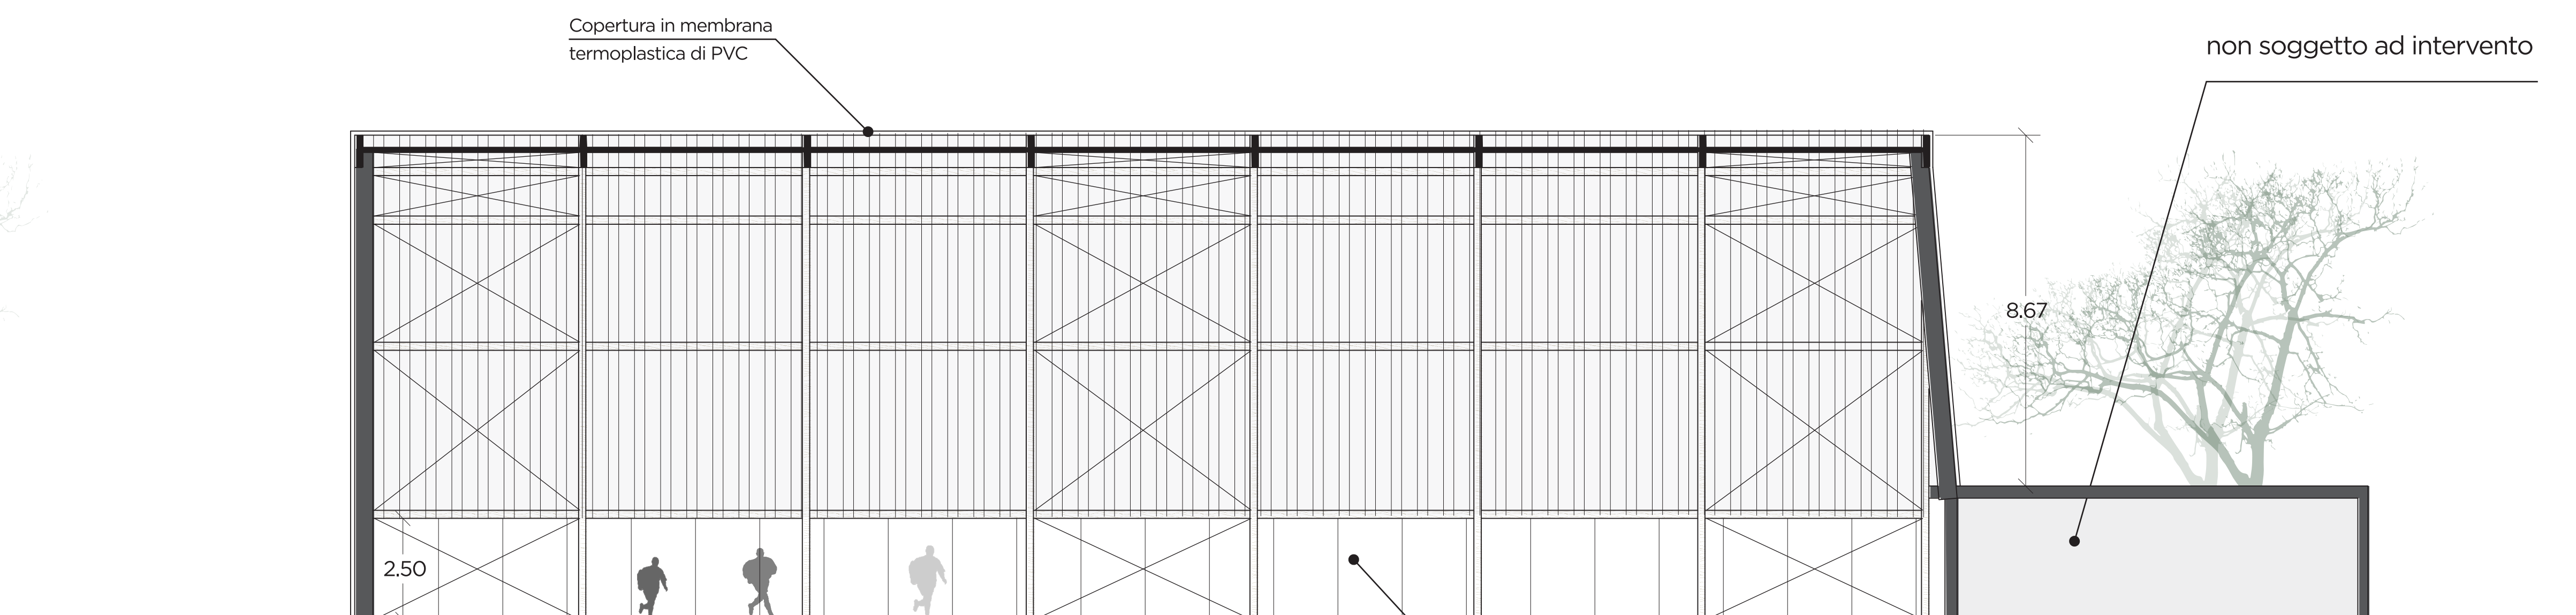 Copertura in membrana
termoplastica di PVC
non soggetto ad intervento
8.67
2.50